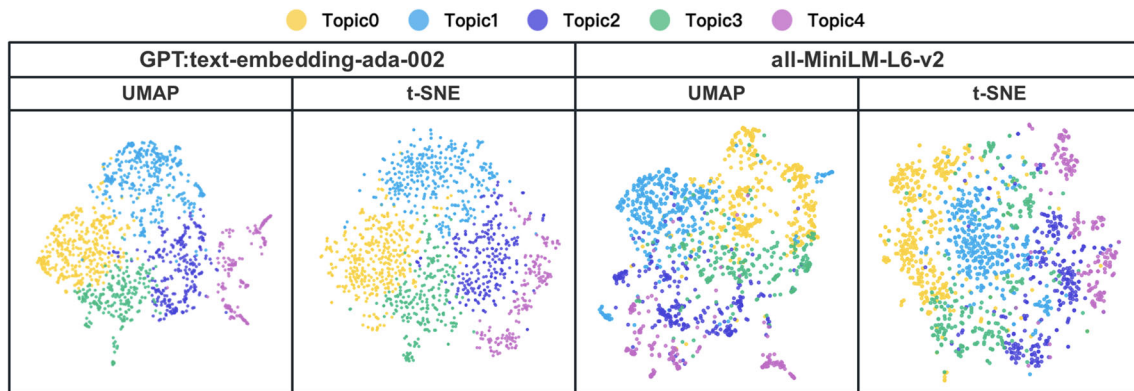 Topic0 Topic1 Topic2 Topic3 Topic4
GPT:text-embedding-ada-002 all-MiniLM-L6-v2
UMAP t-SNE UMAP t-SNE